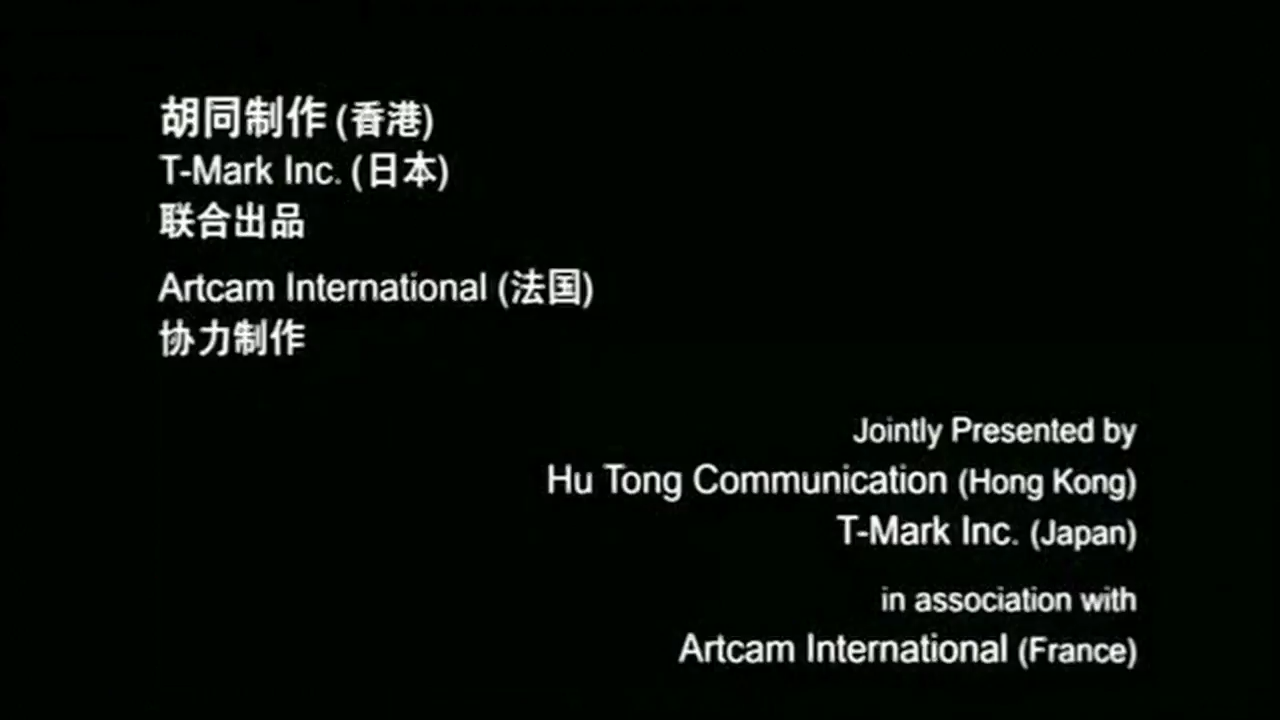 胡同制作 (香港)
T-Mark Inc. (日本)
联合出品
Artcam International (法国)
协力制作
Jointly Presented by
Hu Tong Communication (Hong Kong)
T-Mark Inc. (Japan)
in association with
Artcam International (France)